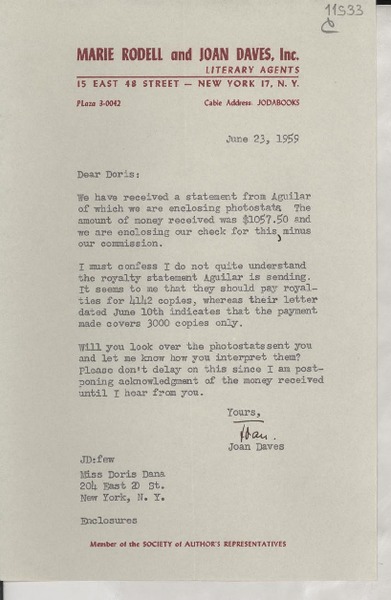 11533
C
MARIE RODELL and JOAN DAVES, Inc.
LITERARY AGENTS
15 EAST 48 STREET — NEW YORK 17, N. Y.
PLaza 3-0042 Cable Address: JODABOOKS
June 23, 1959
Dear Doris:
We have received a statement from Aguilar
of which we are enclosing photostats. The
amount of money received was $1057.50 and
we are enclosing our check for this, minus
our commission.
I must confess I do not quite understand
the royalty statement Aguilar is sending.
It seems to me that they should pay royal-
ties for 4142 copies, whereas their letter
dated June 10th indicates that the payment
made covers 3000 copies only.
Will you look over the photostats sent you
and let me know how you interpret them?
Please don't delay on this since I am post-
poning acknowledgment of the money received
until I hear from you.
Yours,
Joan.
Joan Daves
JD:few
Miss Doris Dana
204 East 20 St.
New York, N. Y.
Enclosures
Member of the SOCIETY of AUTHOR'S REPRESENTATIVES